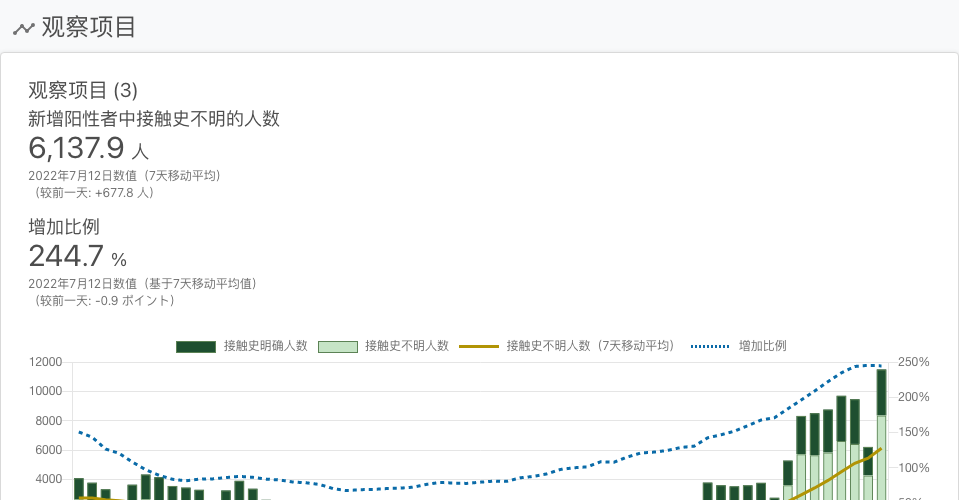 观察项目
观察项目 (3)
新增阳性者中接触史不明的人数
6,137.9 人
2022年7月12日数值（7天移动平均）
（较前一天: +677.8 人）
增加比例
244.7 %
2022年7月12日数值（基于7天移动平均值）
（较前一天: -0.9 ポイント）
接触史明确人数 接触史不明人数 接触史不明人数（7天移动平均） 增加比例
12000 250%
10000 200%
8000 150%
6000 100%
4000